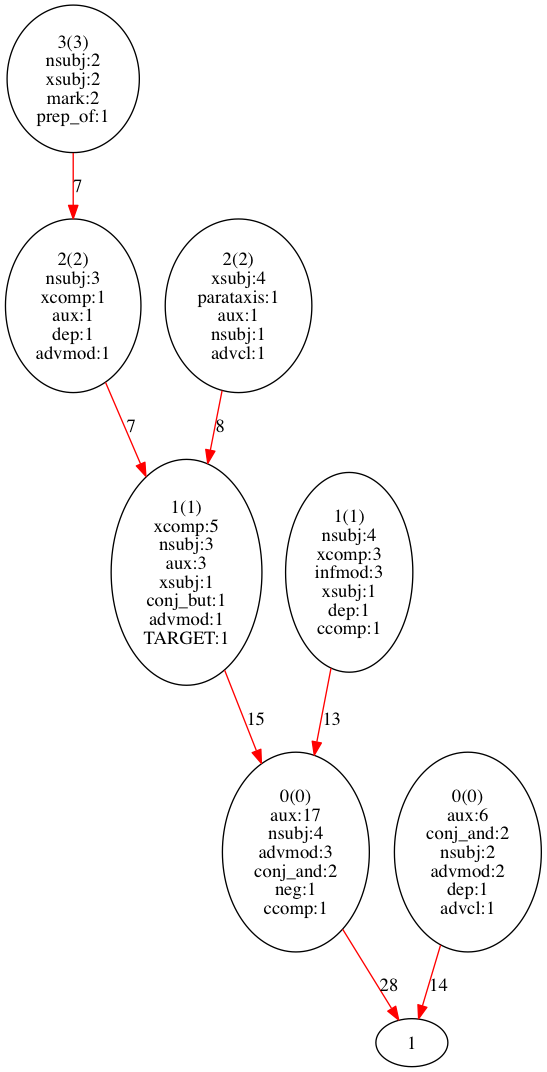 3(3)
nsubj:2
xsubj:2
mark:2
prep_of:1
7
2(2)
nsubj:3
xcomp:1
aux:1
dep:1
advmod:1
2(2)
xsubj:4
parataxis:1
aux:1
nsubj:1
advcl:1
7
8
1(1)
xcomp:5
nsubj:3
aux:3
xsubj:1
conj_but:1
advmod:1
TARGET:1
1(1)
nsubj:4
xcomp:3
infmod:3
xsubj:1
dep:1
ccomp:1
15
13
0(0)
aux:17
nsubj:4
advmod:3
conj_and:2
neg:1
ccomp:1
0(0)
aux:6
conj_and:2
nsubj:2
advmod:2
dep:1
advcl:1
28
14
1